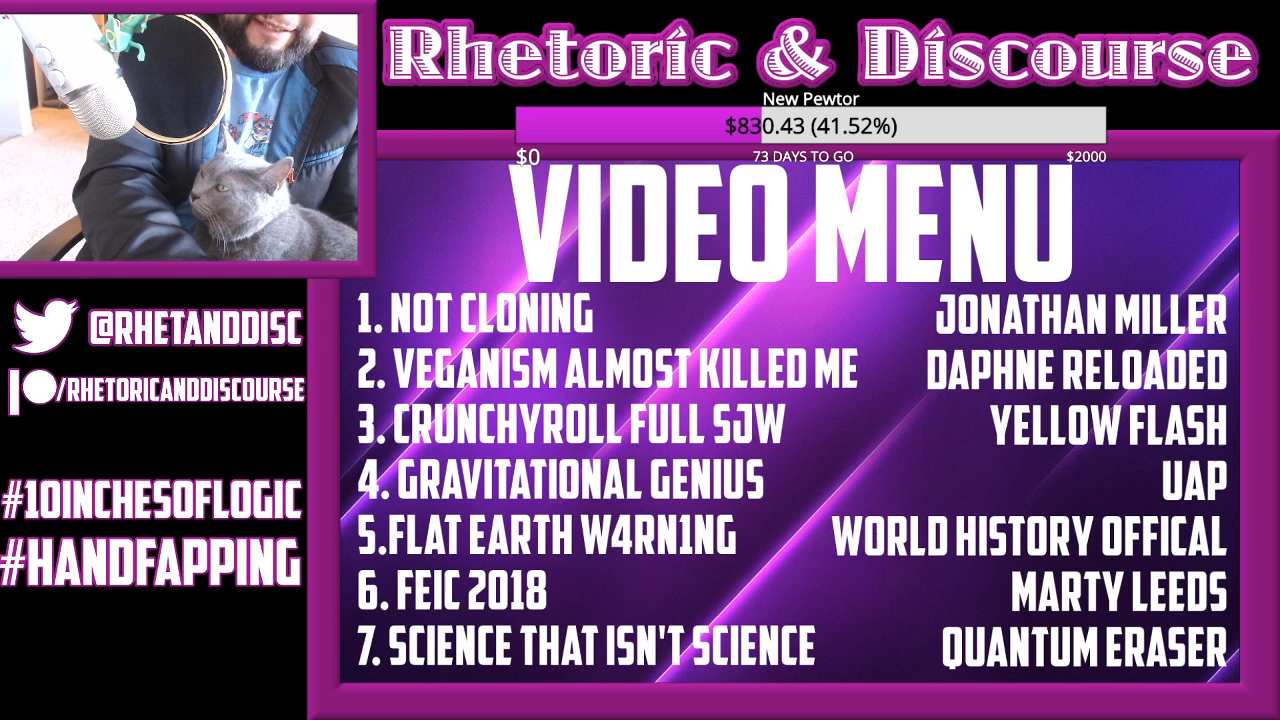 Rhetoríc & Díscourse
New Pewtor
$830.43 (41.52%)
$0 73 DAYS TO GO $2000
VIDEO MENU
1. NOT CLONING JONATHAN MILLER
2. VEGANISM ALMOST KILLED ME DAPHNE RELOADED
3. CRUNCHYROLL FULL SJW YELLOW FLASH
4. GRAVITATIONAL GENIUS UAP
5.FLAT EARTH W4RN1NG WORLD HISTORY OFFICAL
6. FEIC 2018 MARTY LEEDS
7. SCIENCE THAT ISN'T SCIENCE QUANTUM ERASER
@RHETANDDISC
/RHETORICANDDISCOURSE
#10INCHESOFLOGIC
#HANDFAPPING